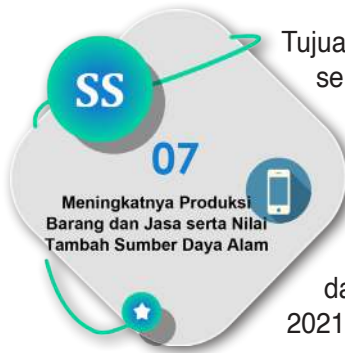 Tujua
se
SS
07
Meningkatnya Produksi
Barang dan Jasa serta Nilai
Tambah Sumber Daya Alam
da
2021